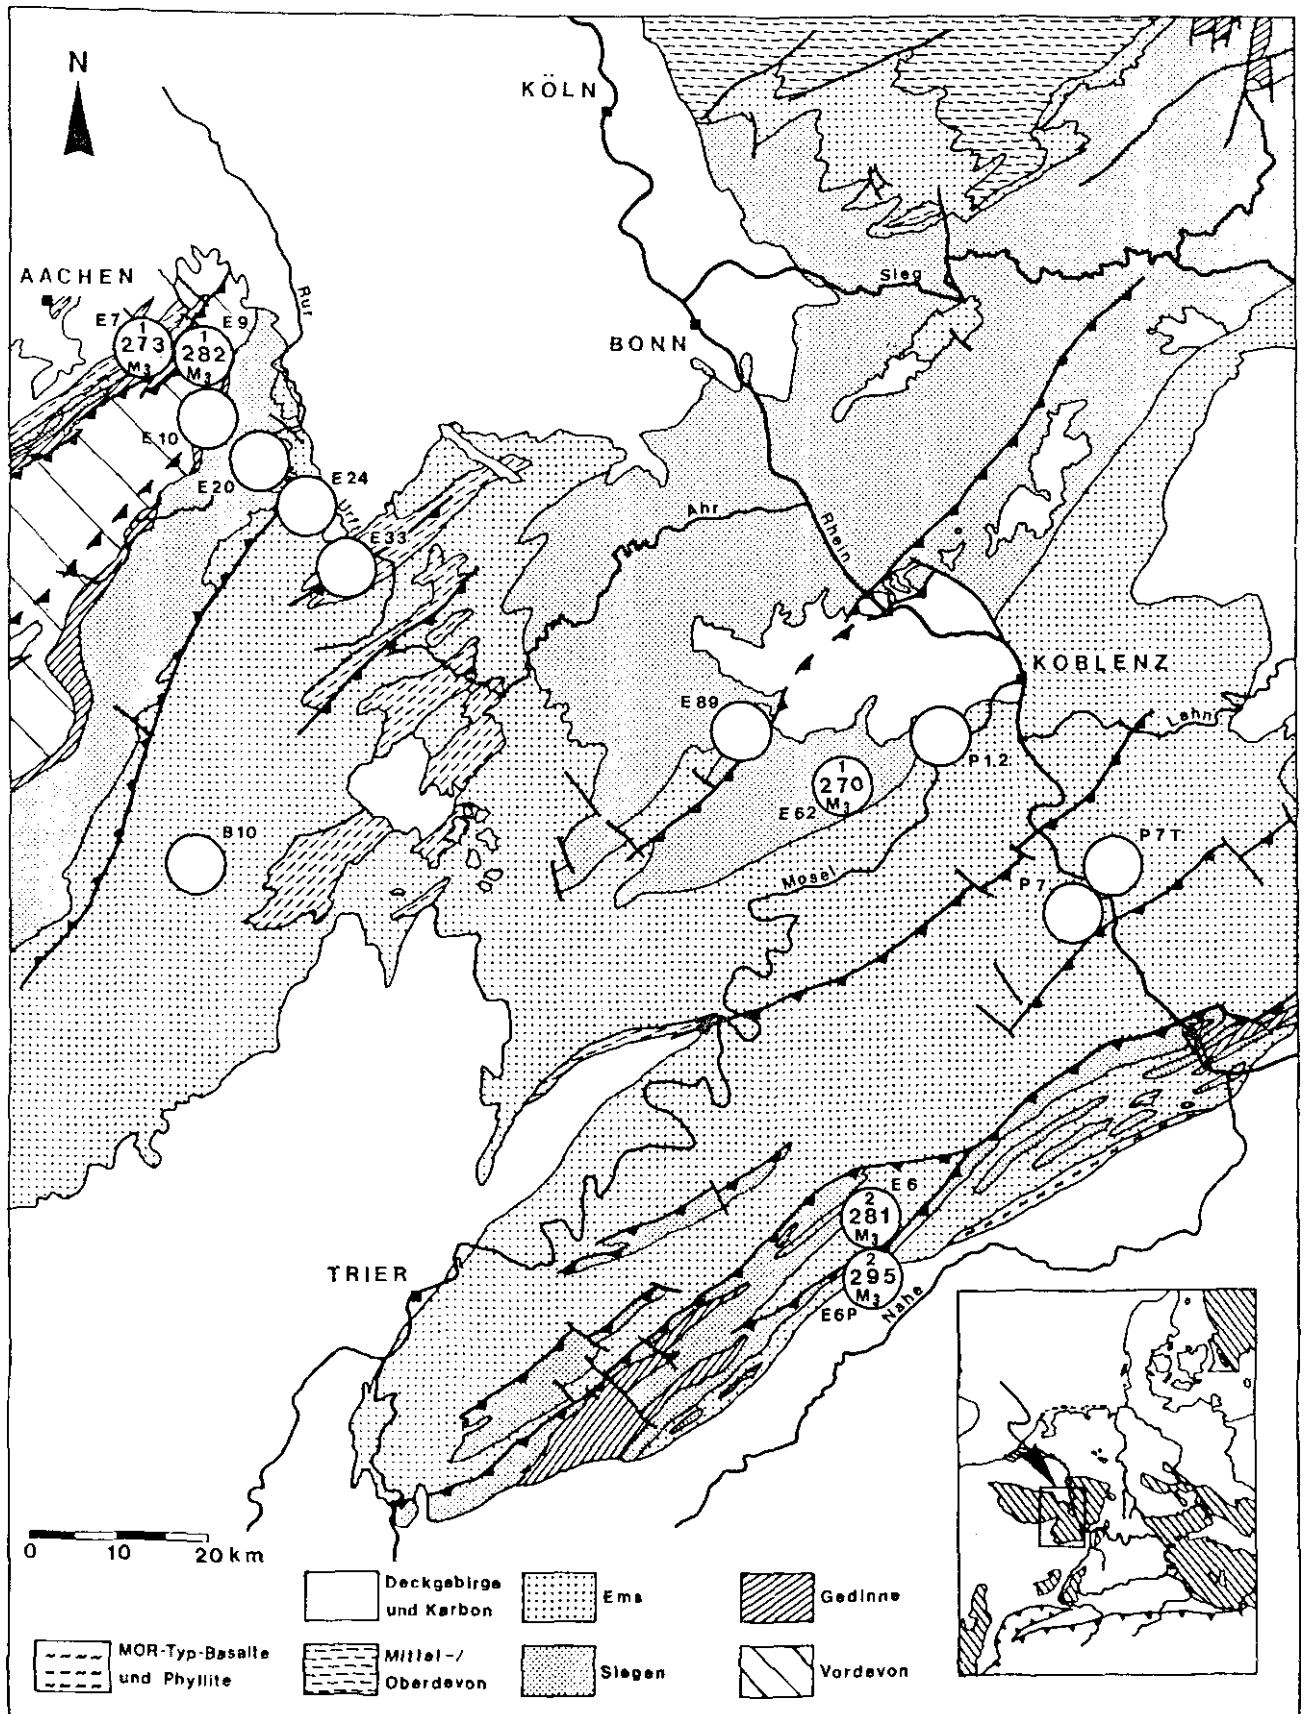 N
KÖLN
AACHEN
Rur
Sieg
BONN
E7
E9
1
273
M3
1
282
M3
E10
E20
E24
E33
Ahr
Rhein
KOBLENZ
Lahn
E89
P1.2
1
270
M3
E62
Mosel
B10
P7T
P7
E6
2
281
M3
2
295
M3
E6P
Nahe
TRIER
0 10 20 km
Deckgebirge
und Karbon
Ems
Gedinne
MOR-Typ-Basalte
und Phyllite
Mittel-/
Oberdevon
Siegen
Vordevon